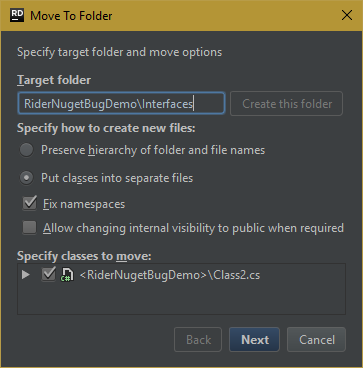 RD
Move To Folder
Specify target folder and move options
Target folder
RiderNugetBugDemo\Interfaces
Create this folder
Specify how to create new files:
Preserve hierarchy of folder and file names
Put classes into separate files
Fix namespaces
Allow changing internal visibility to public when required
Specify classes to move:
<RiderNugetBugDemo>\Class2.cs
Back
Next
Cancel